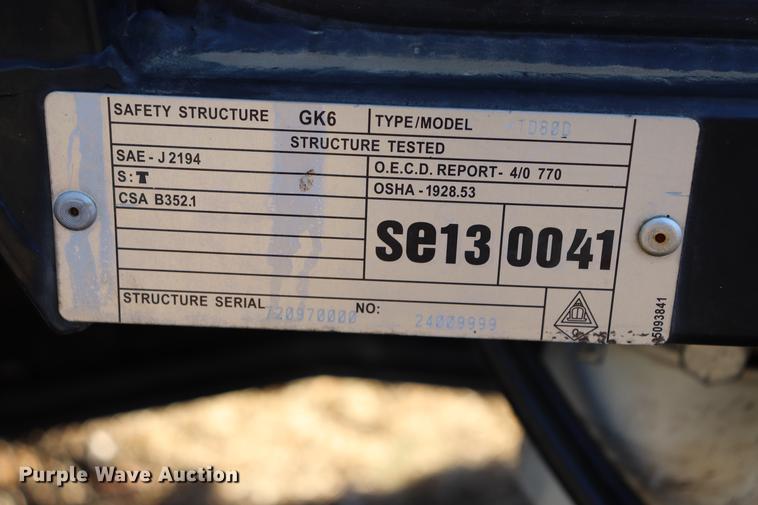 SAFETY STRUCTURE GK6 TYPE/MODEL TD80D
STRUCTURE TESTED
SAE - J 2194 O.E.C.D. REPORT - 4/0 770
S: T OSHA - 1928.53
CSA B352.1
se13 0041
STRUCTURE SERIAL 720970000 NO: 24009999
5093841
Purple Wave Auction